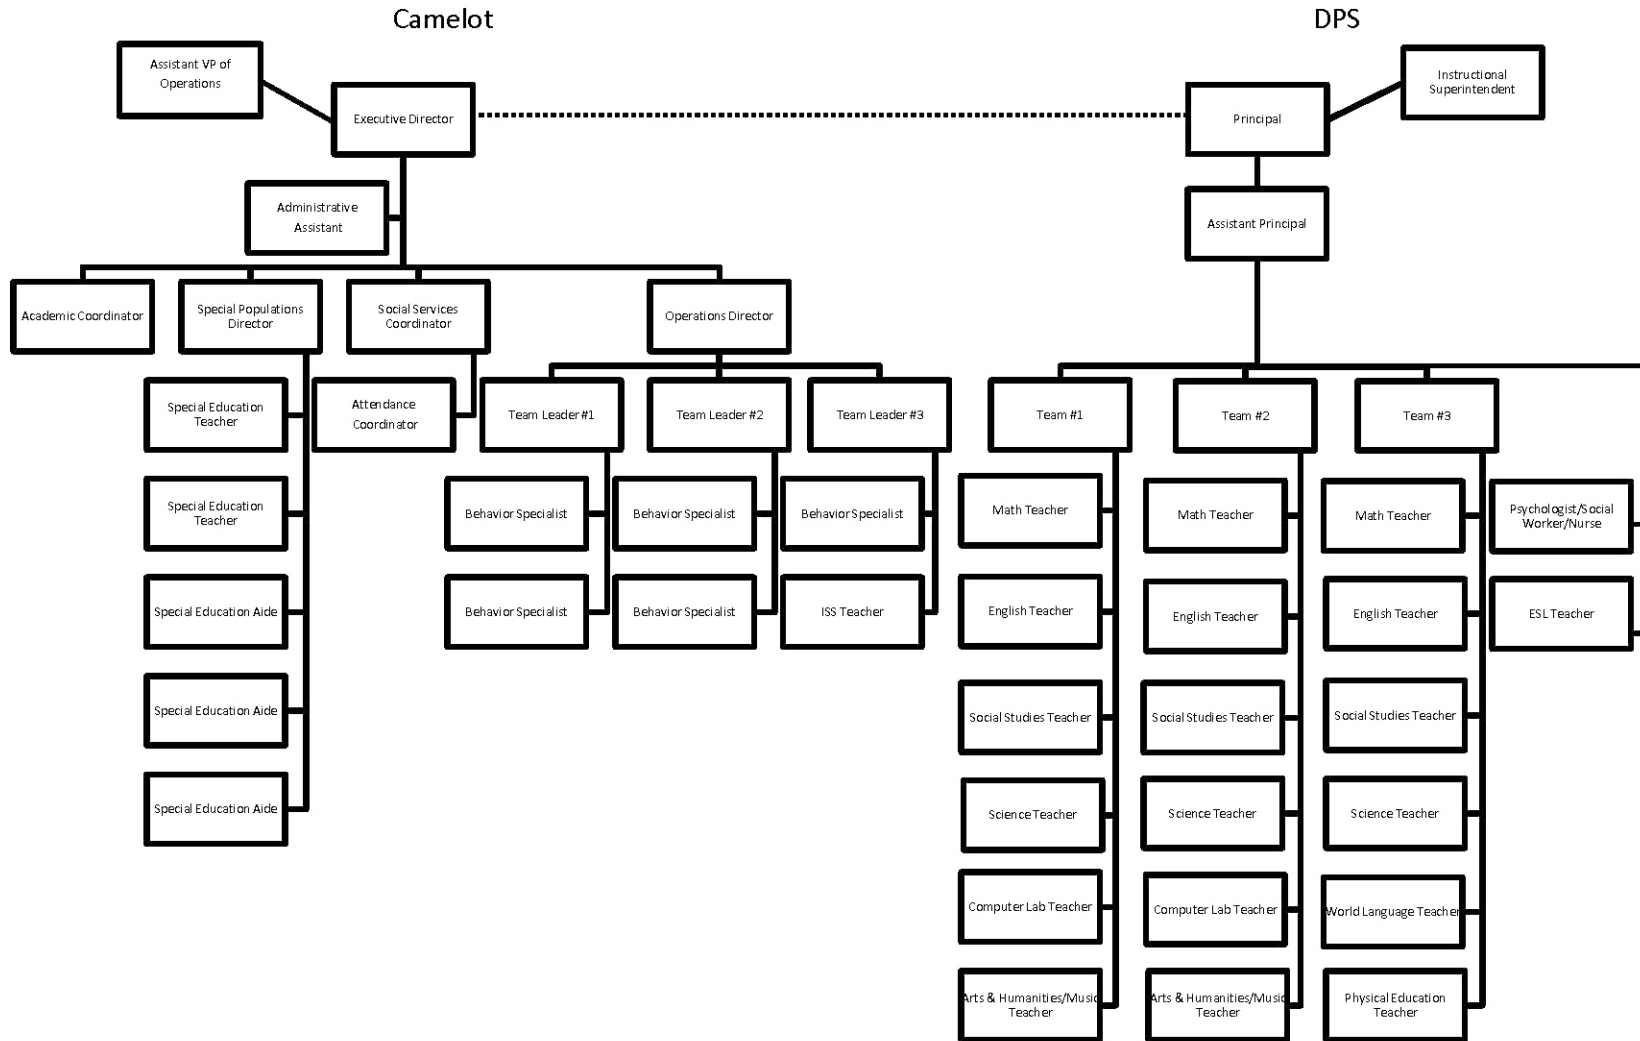 Camelot
DPS
Assistant VP of
Operations
Executive Director
Principal
Instructional
Superintendent
Administrative
Assistant
Assistant Principal
Academic Coordinator
Special Populations
Director
Social Services
Coordinator
Operations Director
Special Education
Teacher
Attendance
Coordinator
Team Leader #1
Team Leader #2
Team Leader #3
Team #1
Team #2
Team #3
Special Education
Teacher
Behavior Specialist
Behavior Specialist
Behavior Specialist
Math Teacher
Math Teacher
Math Teacher
Psychologist/Social
Worker/Nurse
Special Education Aide
Behavior Specialist
Behavior Specialist
ISS Teacher
English Teacher
English Teacher
English Teacher
ESL Teacher
Special Education Aide
Social Studies Teacher
Social Studies Teacher
Social Studies Teacher
Special Education Aide
Science Teacher
Science Teacher
Science Teacher
Computer Lab Teacher
Computer Lab Teacher
World Language Teacher
Arts & Humanities/Music
Teacher
Arts & Humanities/Music
Teacher
Physical Education
Teacher